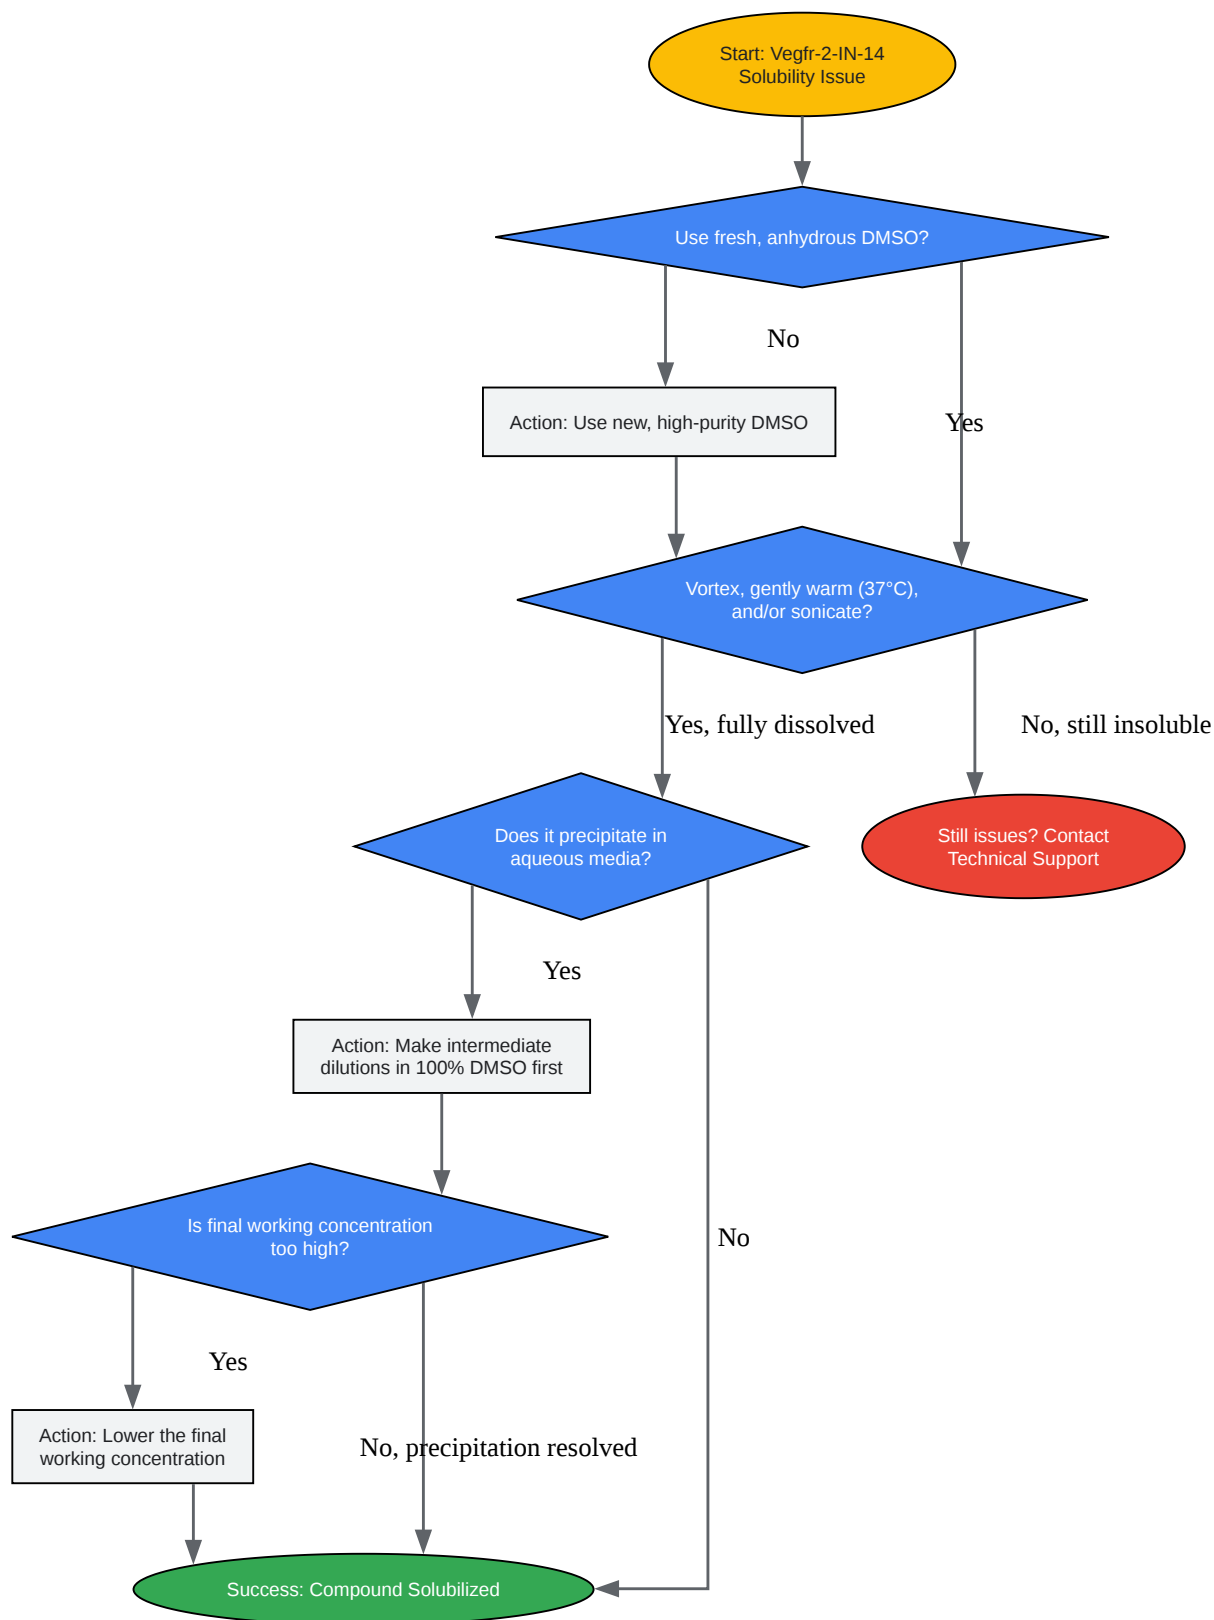 Start: Vegfr-2-IN-14
Solubility Issue
Use fresh, anhydrous DMSO?
No
Action: Use new, high-purity DMSO
Yes
Vortex, gently warm (37°C),
and/or sonicate?
Yes, fully dissolved
No, still insoluble
Does it precipitate in
aqueous media?
Still issues? Contact
Technical Support
Yes
Action: Make intermediate
dilutions in 100% DMSO first
Is final working concentration
too high?
No
Yes
Action: Lower the final
working concentration
No, precipitation resolved
Success: Compound Solubilized